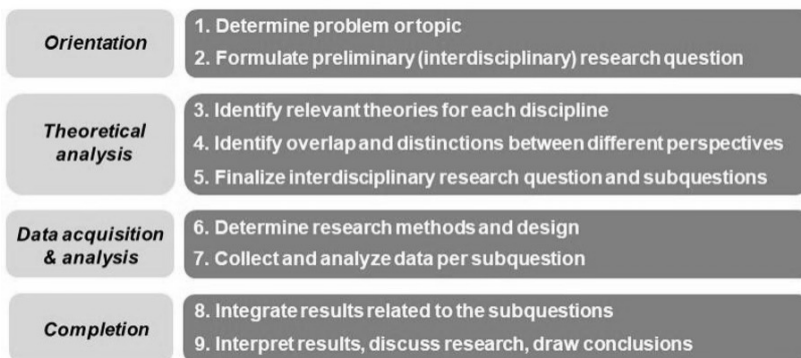 Orientation
1. Determine problem or topic
2. Formulate preliminary (interdisciplinary) research question
Theoretical
analysis
3. Identify relevant theories for each discipline
4. Identify overlap and distinctions between different perspectives
5. Finalize interdisciplinary research question and subquestions
Data acquisition
& analysis
6. Determine research methods and design
7. Collect and analyze data per subquestion
Completion
8. Integrate results related to the subquestions
9. Interpret results, discuss research, draw conclusions